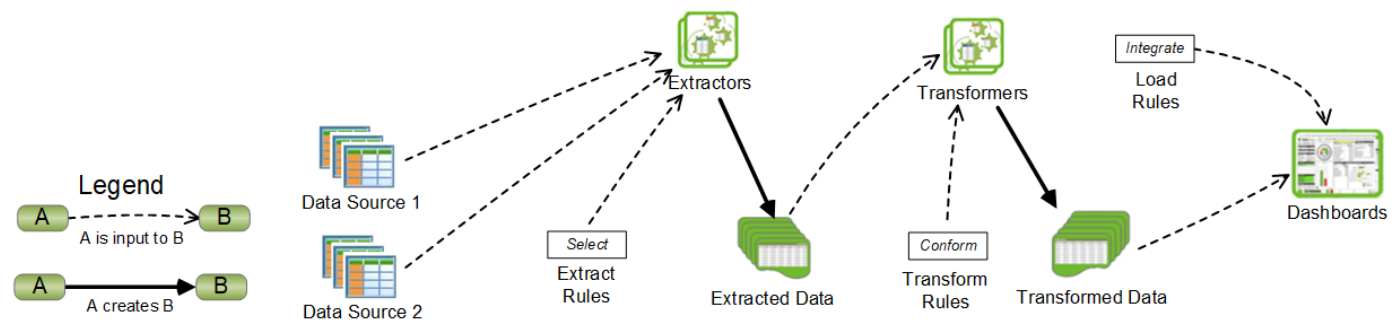 Legend
A
B
A is input to B
A
B
A creates B
Data Source 1
Data Source 2
Select
Extract
Rules
Extractors
Extracted Data
Conform
Transform
Rules
Transformers
Transformed Data
Integrate
Load
Rules
Dashboards